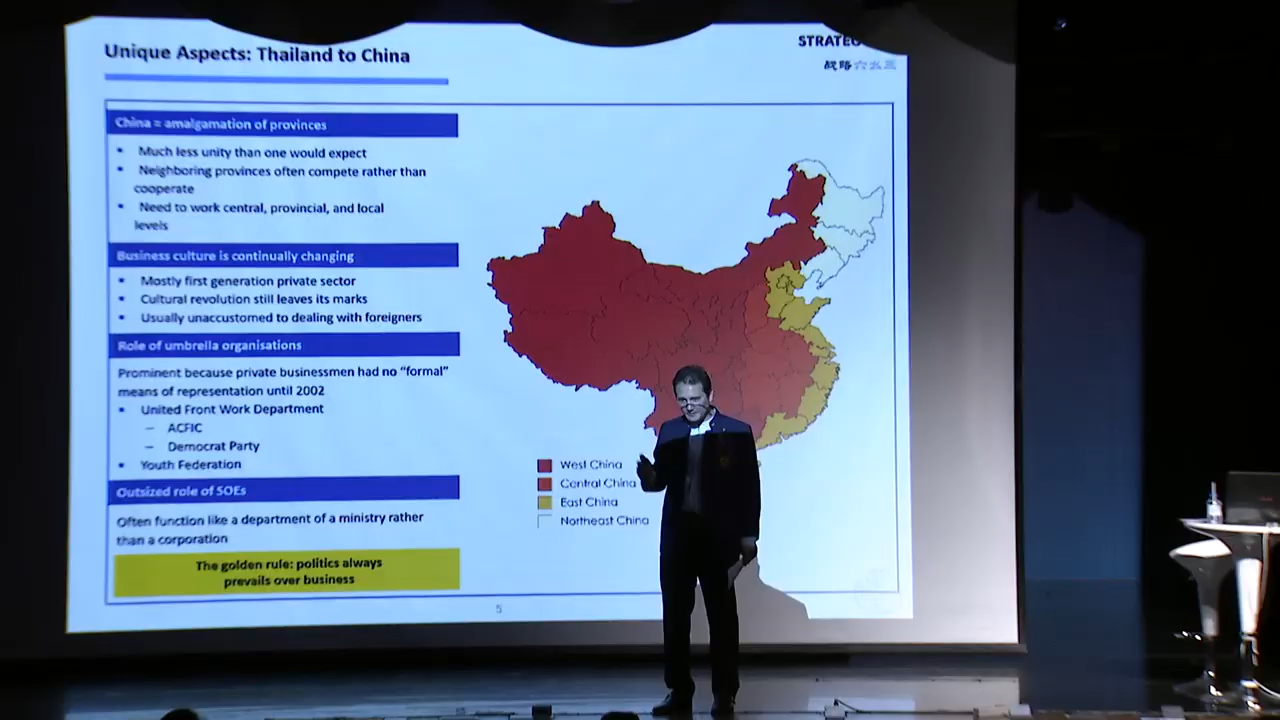 Unique Aspects: Thailand to China
战略六么三
China = amalgamation of provinces
• Much less unity than one would expect
• Neighboring provinces often compete rather than
cooperate
• Need to work central, provincial, and local
levels
Business culture is continually changing
• Mostly first generation private sector
• Cultural revolution still leaves its marks
• Usually unaccustomed to dealing with foreigners
Role of umbrella organisations
Prominent because private businessmen had no “formal”
means of representation until 2002
• United Front Work Department
– ACFIC
– Democrat Party
• Youth Federation
Outsized role of SOEs
Often function like a department of a ministry rather
than a corporation
The golden rule: politics always
prevails over business
West China
Central China
East China
Northeast China
5